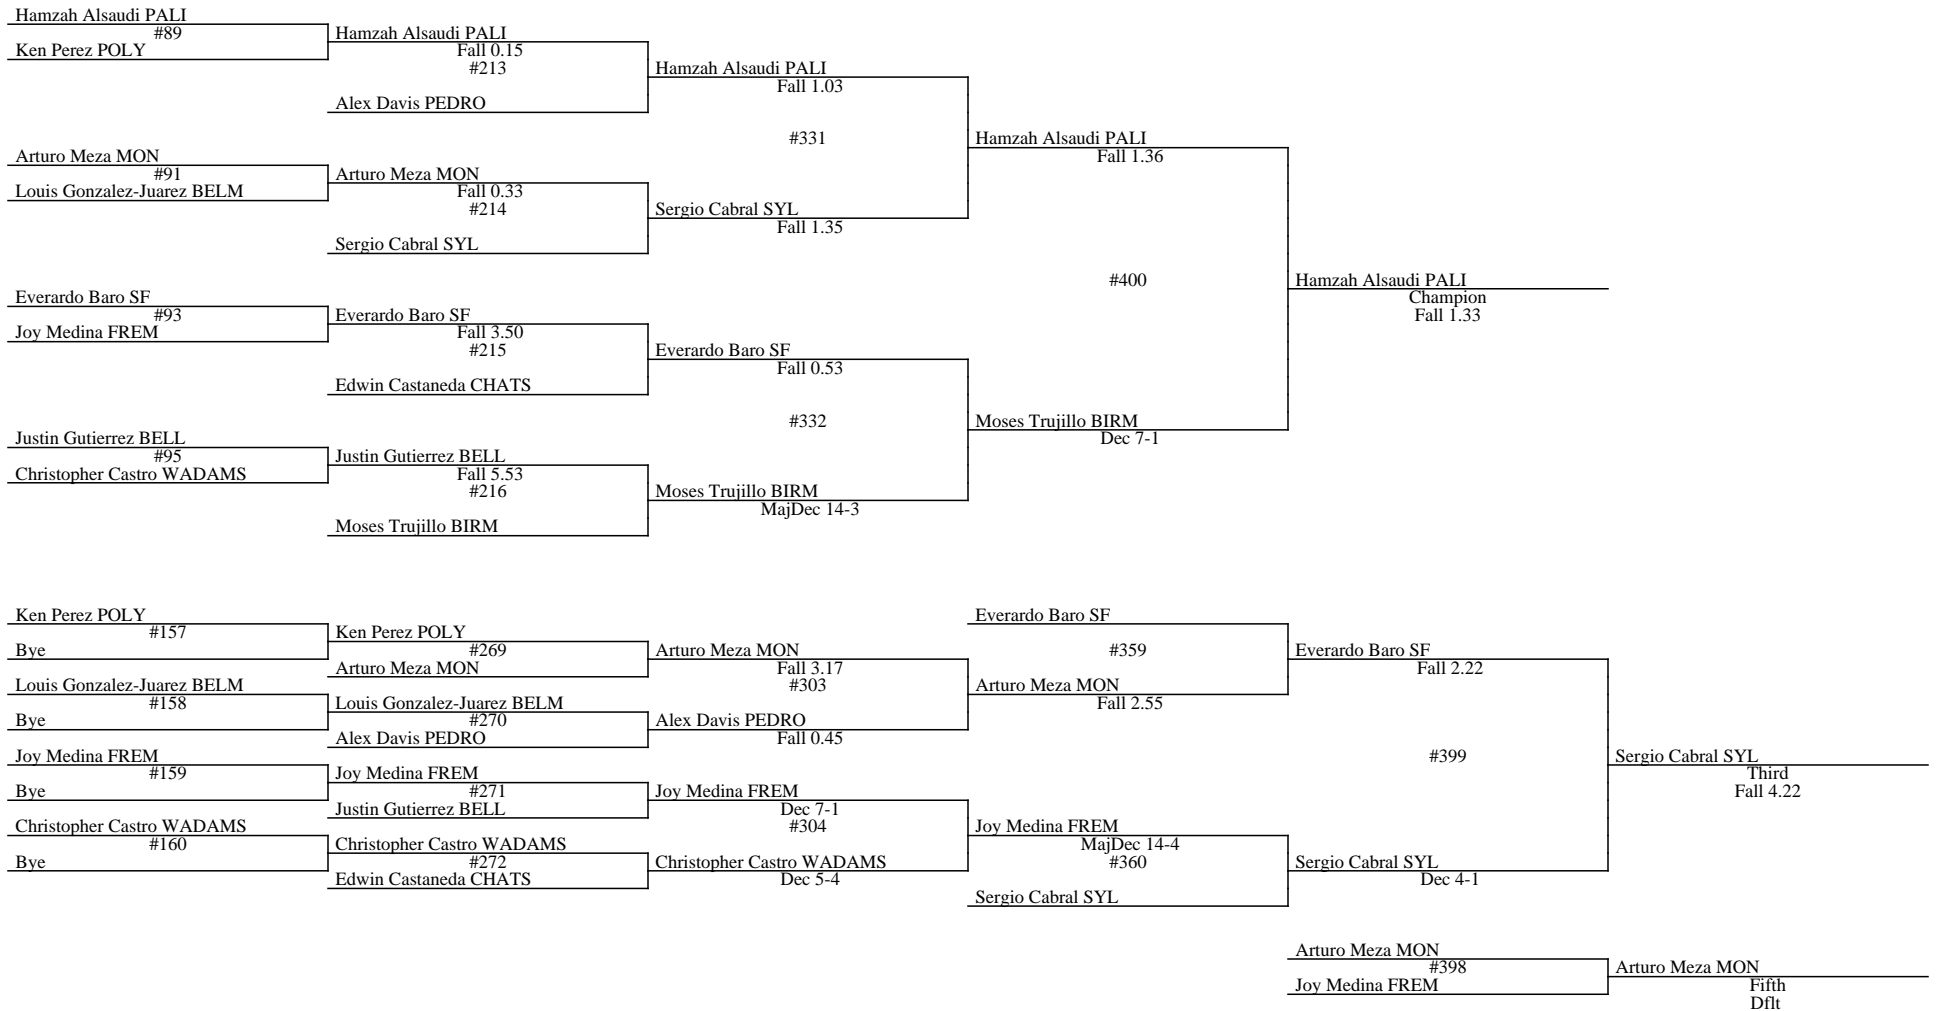 Hamzah Alsaudi PALI
#89
Ken Perez POLY
Hamzah Alsaudi PALI
Fall 0.15
#213
Alex Davis PEDRO
Hamzah Alsaudi PALI
Fall 1.03
#331
Arturo Meza MON
#91
Louis Gonzalez-Juarez BELM
Arturo Meza MON
Fall 0.33
#214
Sergio Cabral SYL
Sergio Cabral SYL
Fall 1.35
Hamzah Alsaudi PALI
Fall 1.36
#400
Everardo Baro SF
#93
Joy Medina FREM
Everardo Baro SF
Fall 3.50
#215
Edwin Castaneda CHATS
Everardo Baro SF
Fall 0.53
#332
Justin Gutierrez BELL
#95
Christopher Castro WADAMS
Justin Gutierrez BELL
Fall 5.53
#216
Moses Trujillo BIRM
Moses Trujillo BIRM
MajDec 14-3
Moses Trujillo BIRM
Dec 7-1
Hamzah Alsaudi PALI
Champion
Fall 1.33
Ken Perez POLY
#157
Bye
Louis Gonzalez-Juarez BELM
#158
Bye
Joy Medina FREM
#159
Bye
Christopher Castro WADAMS
#160
Bye
Ken Perez POLY
#269
Arturo Meza MON
Louis Gonzalez-Juarez BELM
#270
Alex Davis PEDRO
Joy Medina FREM
#271
Justin Gutierrez BELL
Christopher Castro WADAMS
#272
Edwin Castaneda CHATS
Arturo Meza MON
Fall 3.17
#303
Alex Davis PEDRO
Fall 0.45
Joy Medina FREM
Dec 7-1
#304
Christopher Castro WADAMS
Dec 5-4
Everardo Baro SF
#359
Arturo Meza MON
Fall 2.55
Joy Medina FREM
MajDec 14-4
#360
Sergio Cabral SYL
Everardo Baro SF
Fall 2.22
#399
Sergio Cabral SYL
Dec 4-1
Sergio Cabral SYL
Third
Fall 4.22
Arturo Meza MON
#398
Joy Medina FREM
Arturo Meza MON
Fifth
Dflt